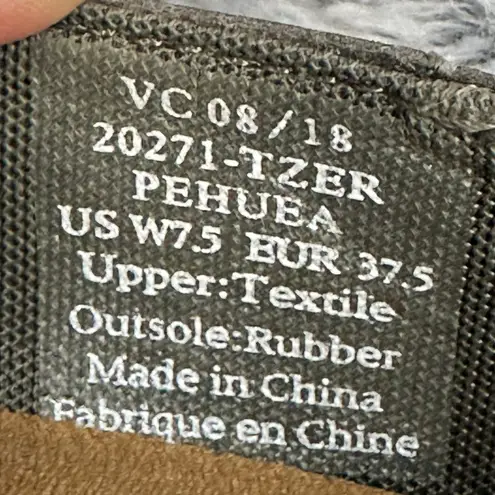 VC 08/18
20271-TZER
PEHUEA
US W7.5 EUR 37.5
Upper:Textile
Outsole:Rubber
Made in China
Fabrique en Chine